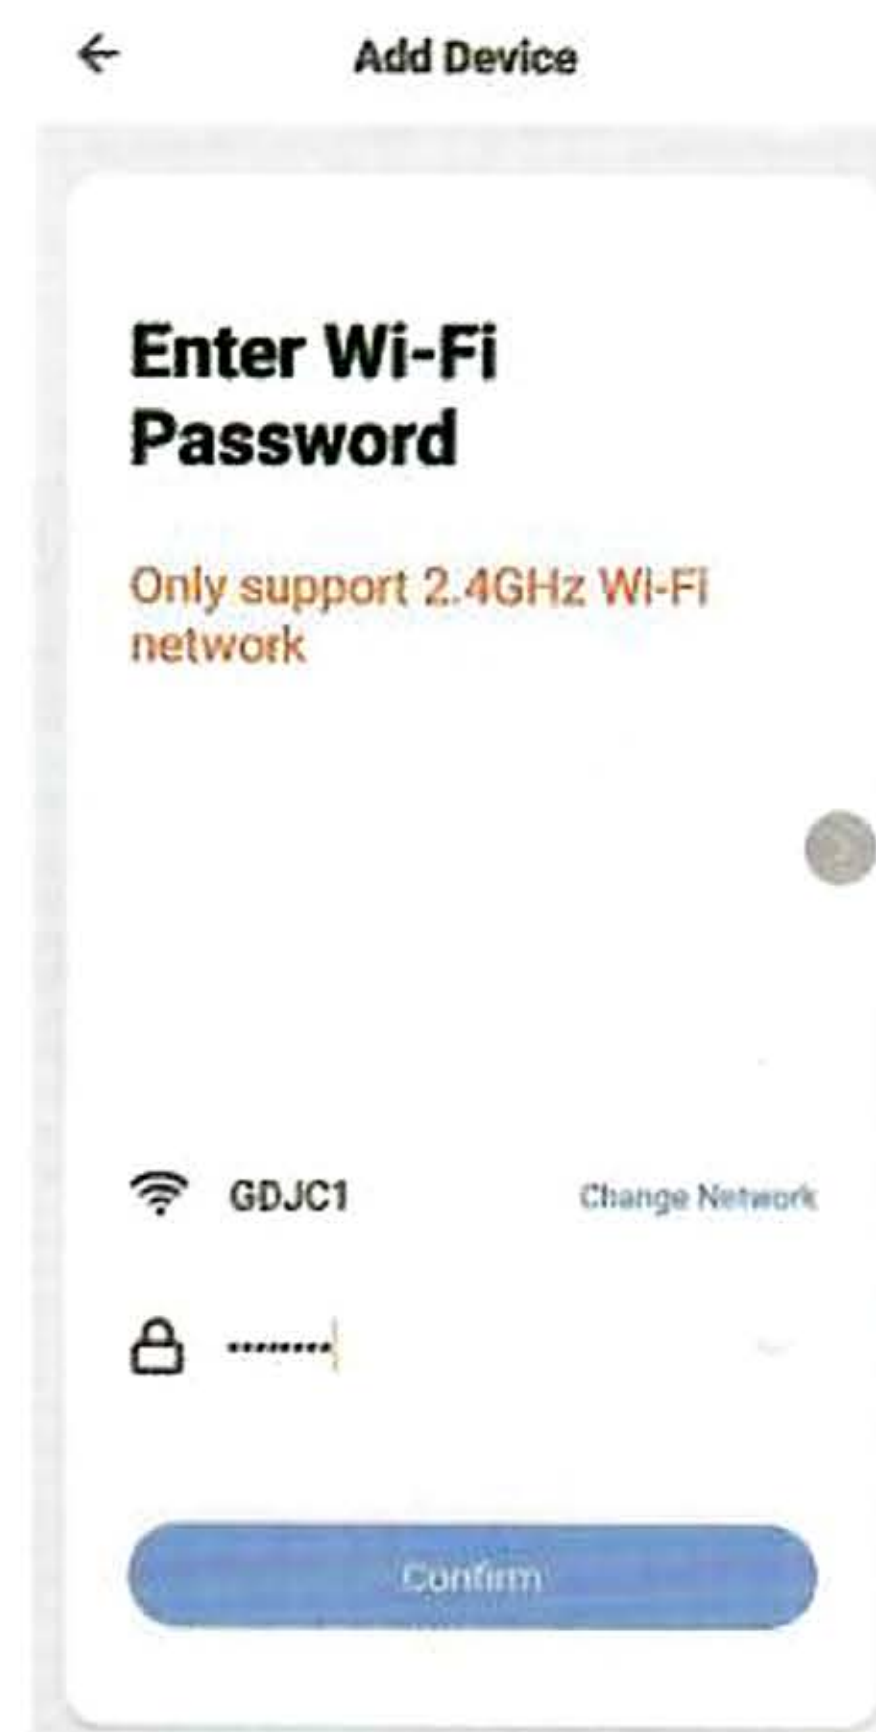 Add Device
Enter Wi-Fi
Password
Only support 2.4GHz Wi-Fi
network
GDJC1
Change Network
Confirm